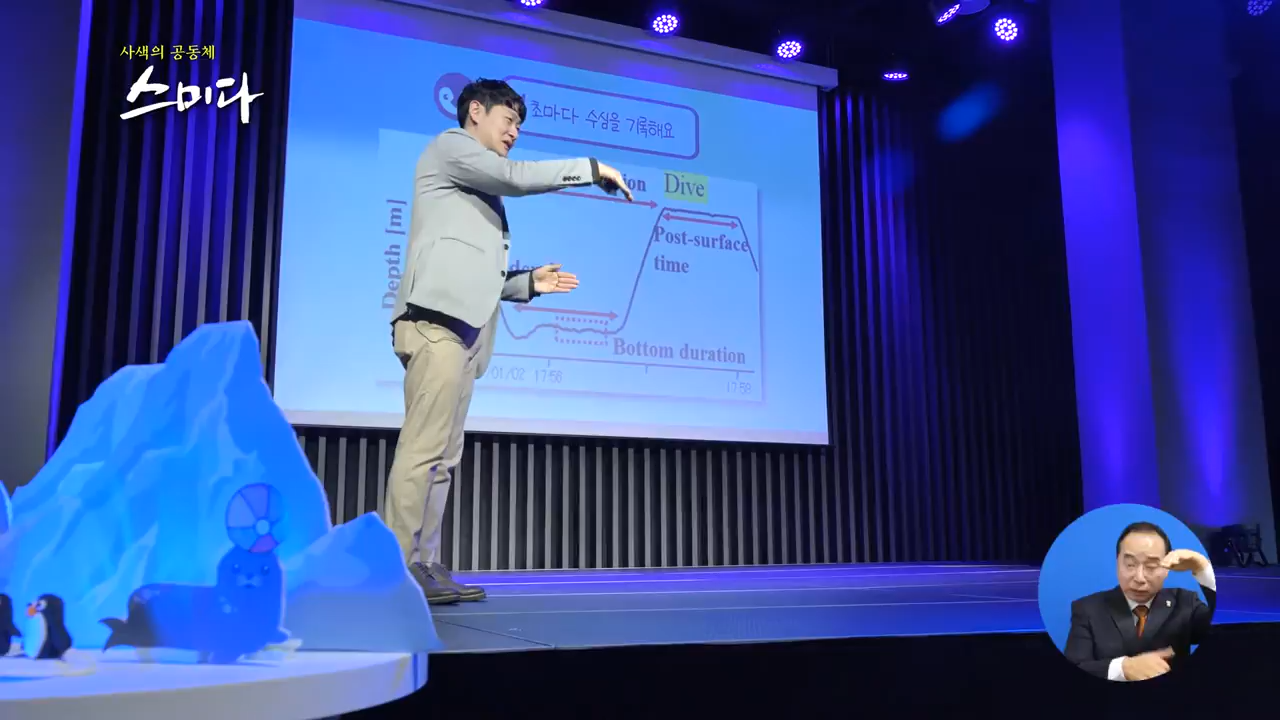 사색의 공동체
스미다
초마다 수심을 기록해요
Dive
Depth [m]
Post-surface
time
Bottom duration
01/02 17:56
17:58